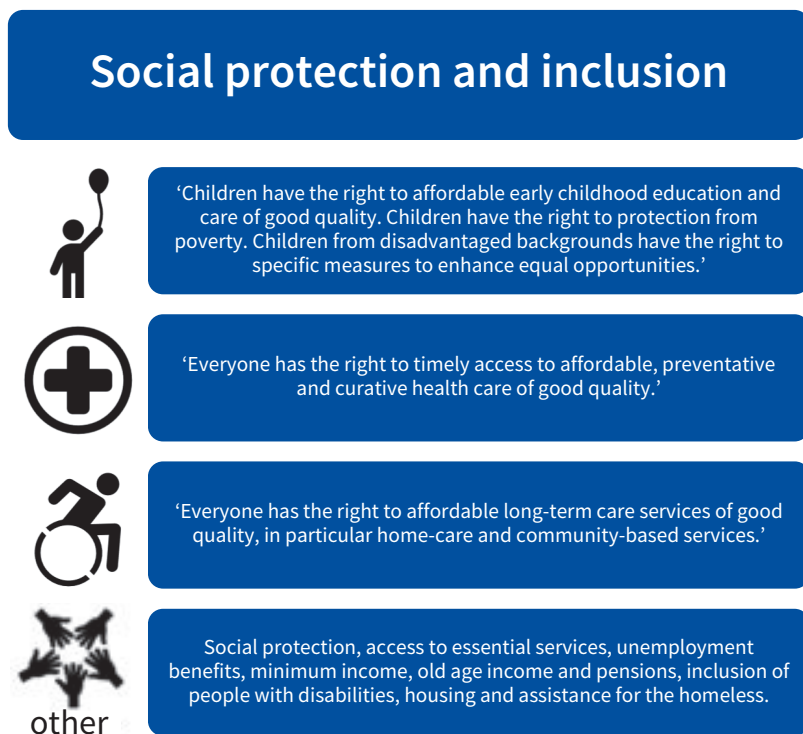 Social protection and inclusion
‘Children have the right to affordable early childhood education and
care of good quality. Children have the right to protection from
poverty. Children from disadvantaged backgrounds have the right to
specific measures to enhance equal opportunities.’
‘Everyone has the right to timely access to affordable, preventative
and curative health care of good quality.’
‘Everyone has the right to affordable long-term care services of good
quality, in particular home-care and community-based services.’
Social protection, access to essential services, unemployment
benefits, minimum income, old age income and pensions, inclusion of
people with disabilities, housing and assistance for the homeless.
other